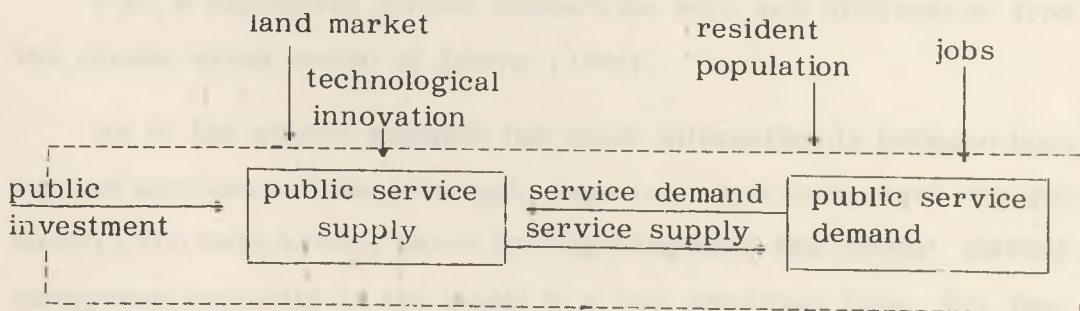 land market
technological
innovation
resident
population
jobs
public
investment
public service
supply
service demand
service supply
public service
demand